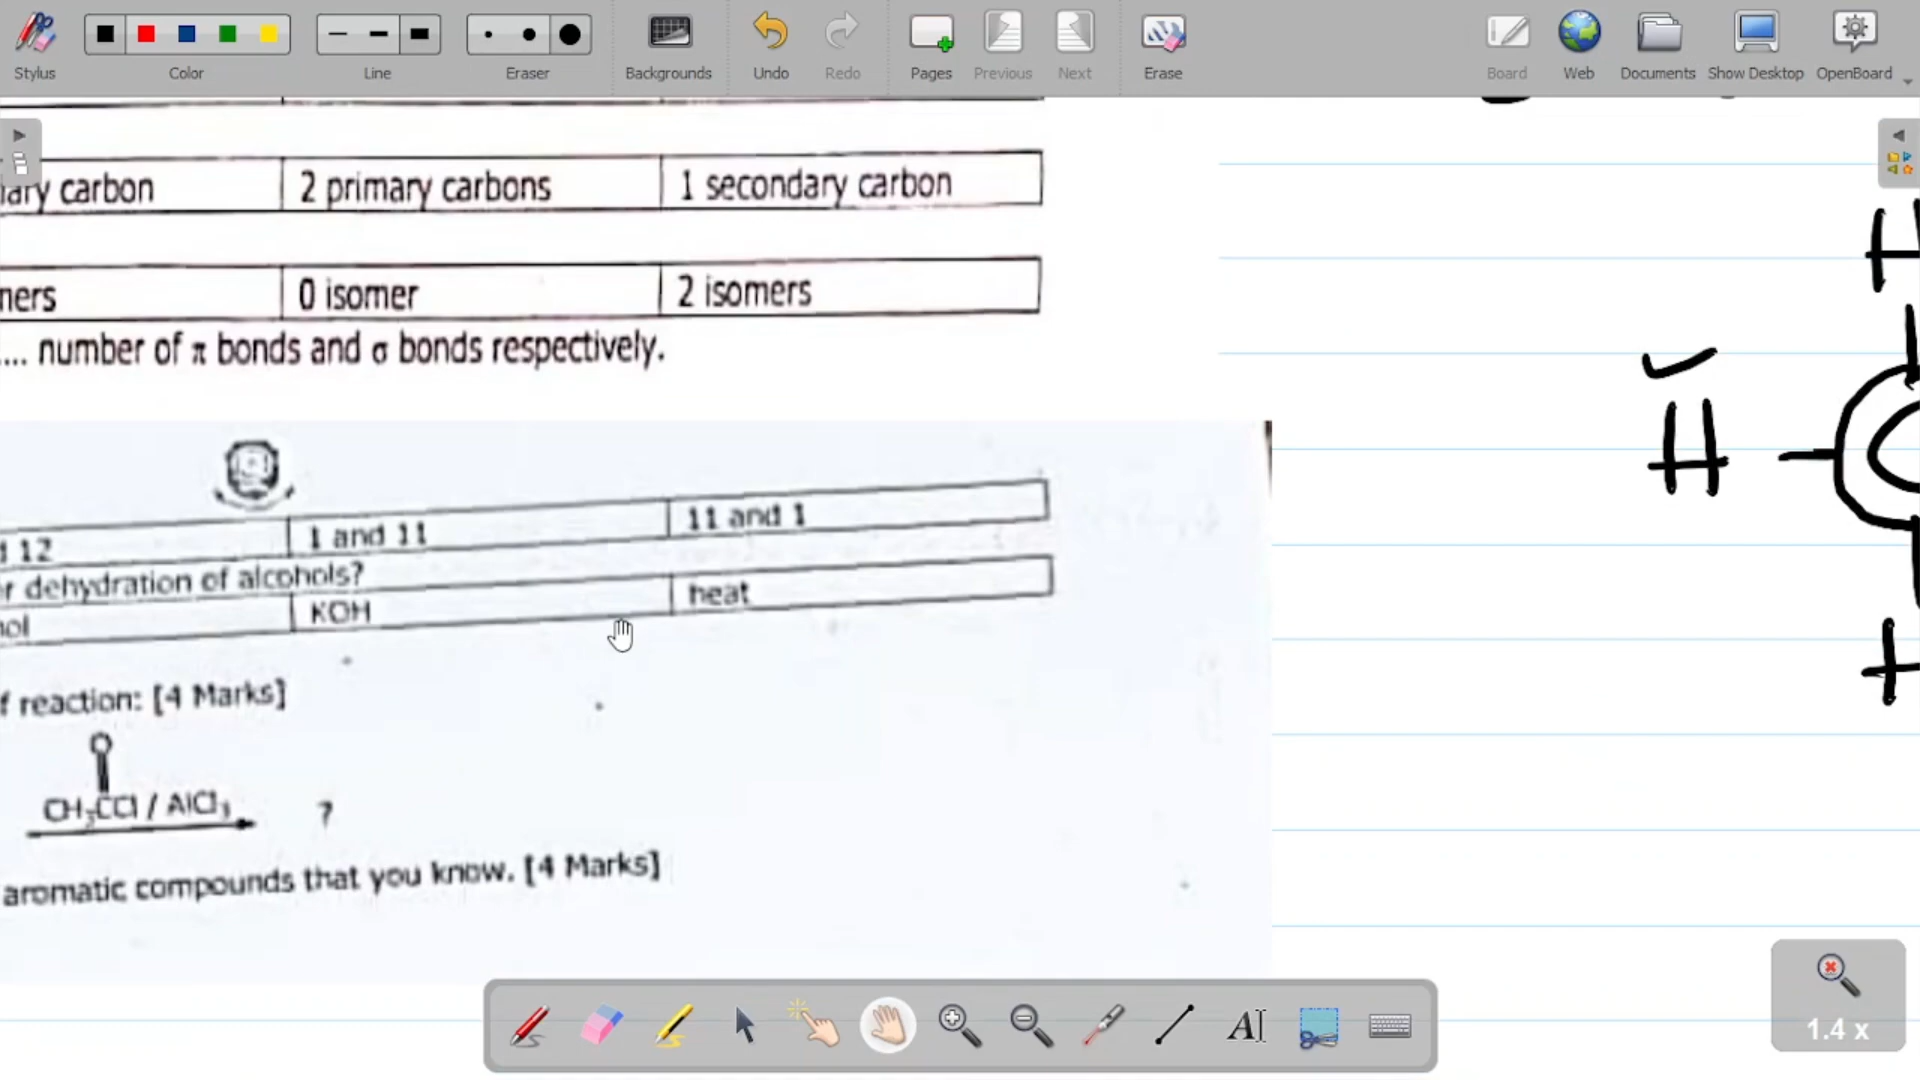 Stylus
Color
Line
Eraser
Backgrounds
Undo
Redo
Pages
Previous
Next
Erase
Board
Web
Documents
Show Desktop
OpenBoard
carbon
2 primary carbons
1 secondary carbon
0 isomer
2 isomers
.... number of π bonds and σ bonds respectively.
12
1 and 11
11 and 1
dehydration of alcohols?
KOH
heat
reaction: [4 Marks]
O
CH₃CCl / AlCl₃
?
aromatic compounds that you know. [4 Marks]
H
H
H
AI
1.4 x